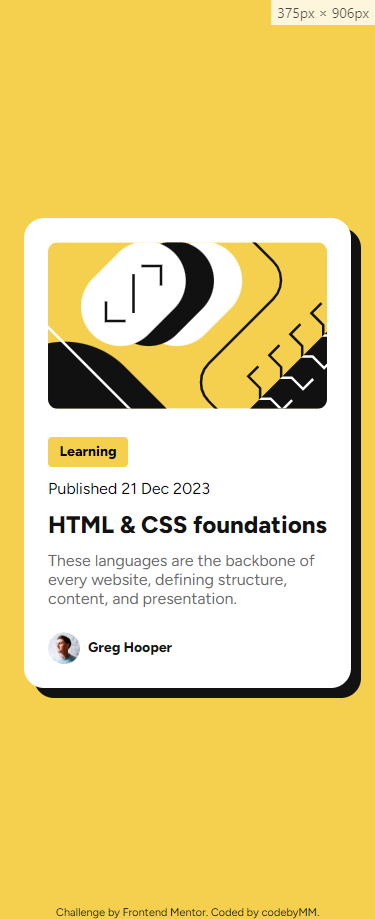 375px × 906px
Learning
Published 21 Dec 2023
HTML & CSS foundations
These languages are the backbone of
every website, defining structure,
content, and presentation.
Greg Hooper
Challenge by Frontend Mentor. Coded by codebyMM.